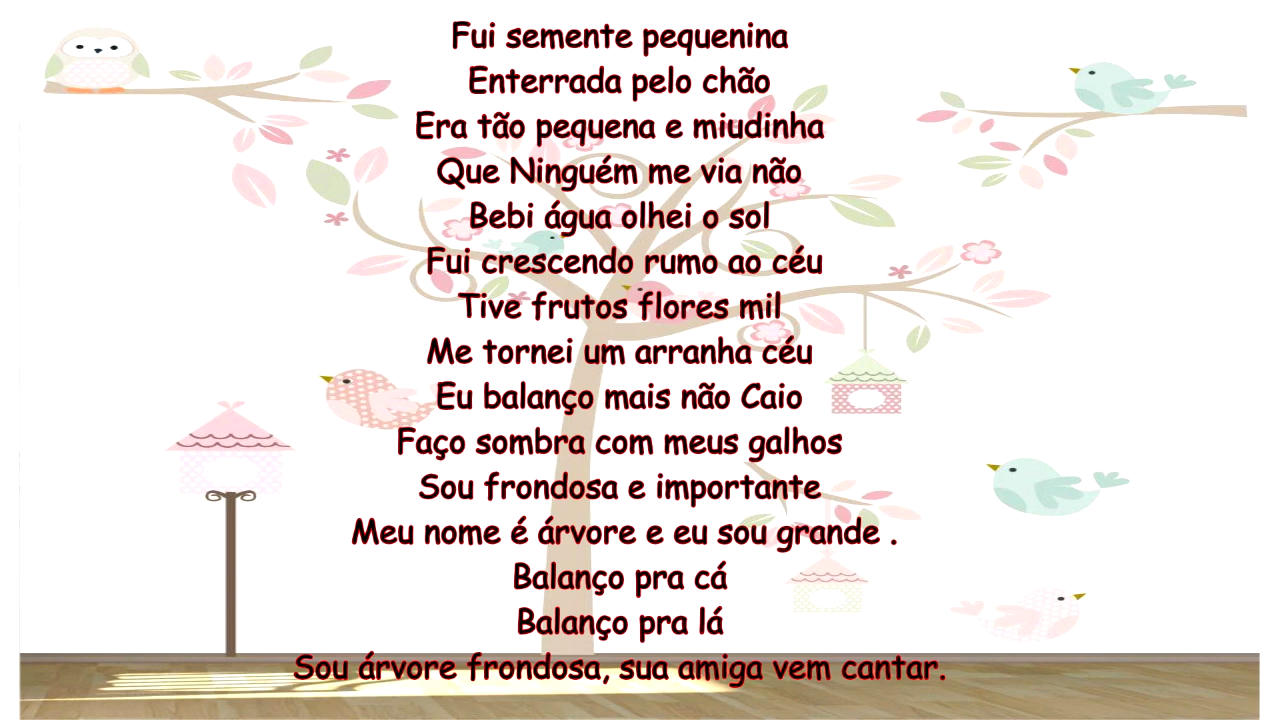 Fui semente pequenina
Enterrada pelo chão
Era tão pequena e miudinha
Que Ninguém me via não
Bebi água olhei o sol
Fui crescendo rumo ao céu
Tive frutos flores mil
Me tornei um arranha céu
Eu balanço mais não Caio
Faço sombra com meus galhos
Sou frondosa e importante
Meu nome é árvore e eu sou grande .
Balanço pra cá
Balanço pra lá
Sou árvore frondosa, sua amiga vem cantar.